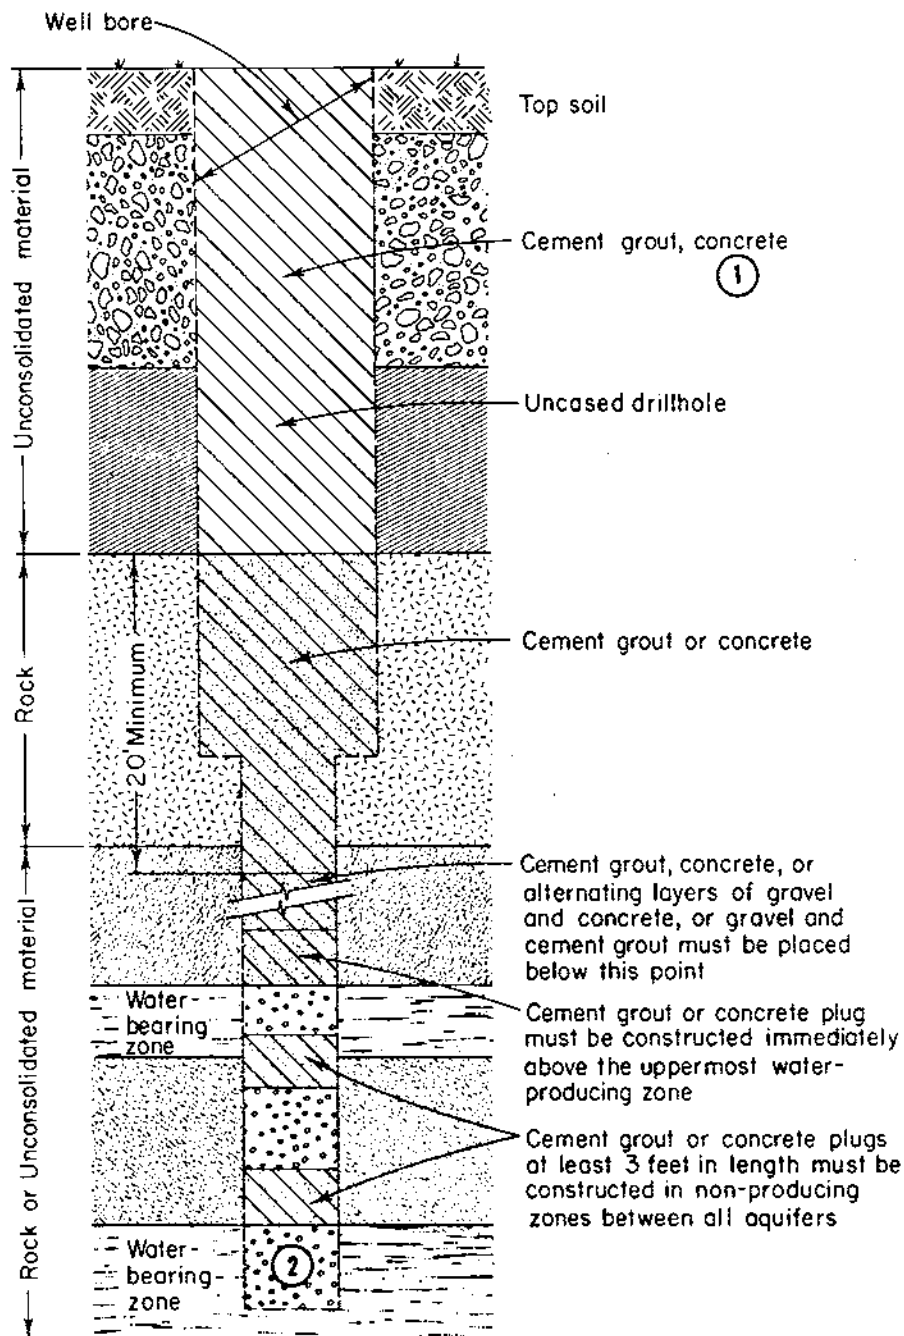 Well bore
Top soil
Unconsolidated material
Cement grout, concrete
1
Uncased drillhole
Rock
20' Minimum
Cement grout or concrete
Rock or Unconsolidated material
Cement grout, concrete, or
alternating layers of gravel
and concrete, or gravel and
cement grout must be placed
below this point
Water-
bearing
zone
Cement grout or concrete plug
must be constructed immediately
above the uppermost water-
producing zone
Cement grout or concrete plugs
at least 3 feet in length must be
constructed in non-producing
zones between all aquifers
Water-
bearing-
zone
2